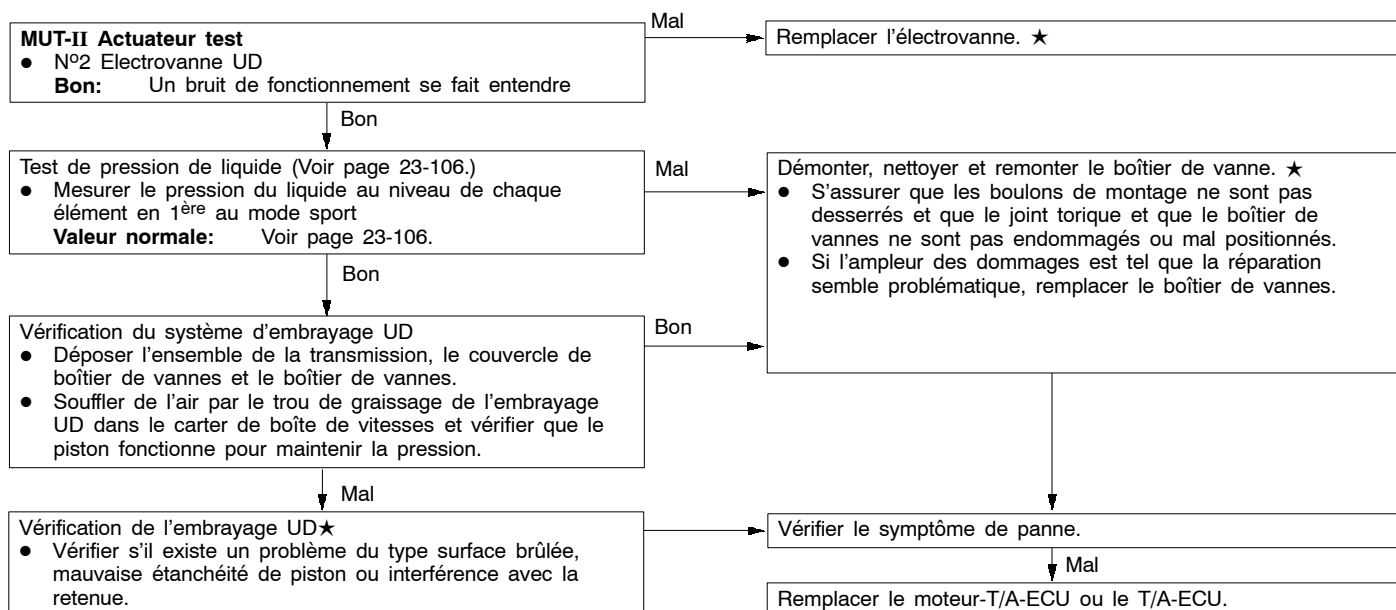 MUT-II Actuateur test
● Nº2 Electrovanne UD
Bon: Un bruit de fonctionnement se fait entendre
Mal
Remplacer l'électrovanne. ★
Bon
Test de pression de liquide (Voir page 23-106.)
● Mesurer le pression du liquide au niveau de chaque
élément en 1ère au mode sport
Valeur normale: Voir page 23-106.
Mal
Démonter, nettoyer et remonter le boîtier de vanne. ★
● S'assurer que les boulons de montage ne sont pas
desserrés et que le joint torique et que le boîtier de
vannes ne sont pas endommagés ou mal positionnés.
● Si l'ampleur des dommages est tel que la réparation
semble problématique, remplacer le boîtier de vannes.
Bon
Vérification du système d'embrayage UD
● Déposer l'ensemble de la transmission, le couvercle de
boîtier de vannes et le boîtier de vannes.
● Souffler de l'air par le trou de graissage de l'embrayage
UD dans le carter de boîte de vitesses et vérifier que le
piston fonctionne pour maintenir la pression.
Bon
Mal
Vérification de l'embrayage UD★
● Vérifier s'il existe un problème du type surface brûlée,
mauvaise étanchéité de piston ou interférence avec la
retenue.
Vérifier le symptôme de panne.
Mal
Remplacer le moteur-T/A-ECU ou le T/A-ECU.